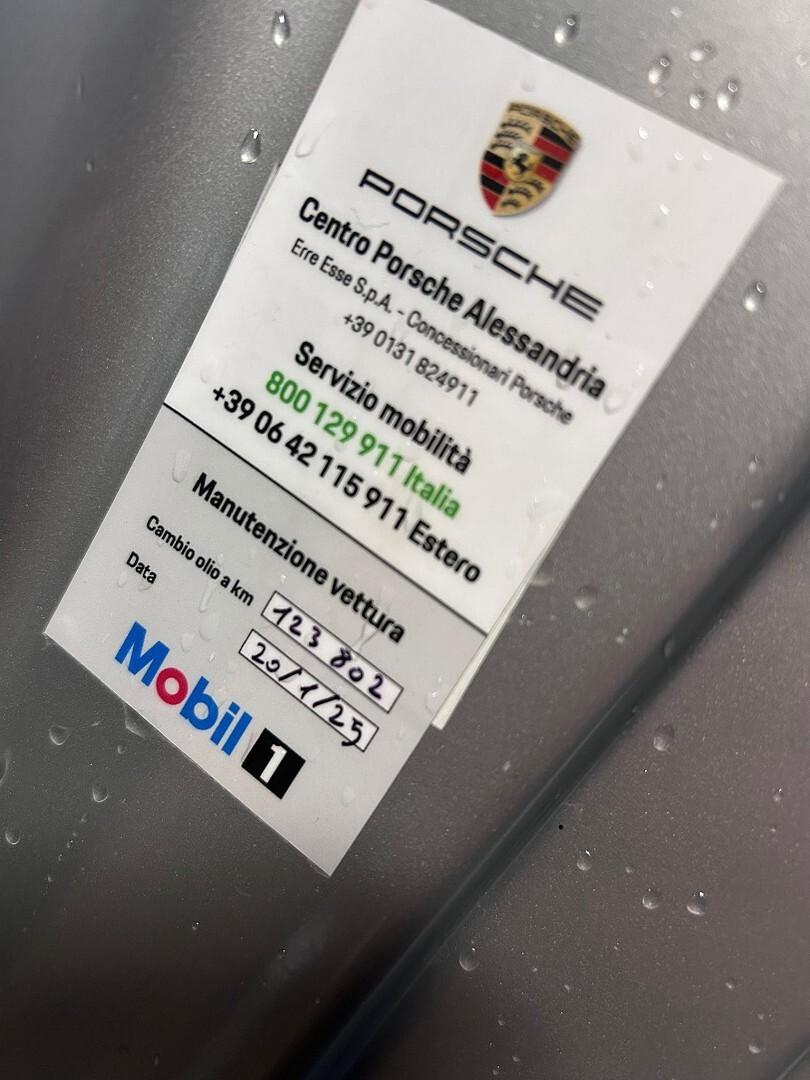 PORSCHE
PORSCHE
Centro Porsche Alessandria
Erre Esse S.p.A. - Concessionari Porsche
+39 0131 824911
Servizio mobilità
800 129 911 Italia
+39 06 42 115 911 Estero
Manutenzione vettura
Cambio olio a km 123 802
Data 20/1/25
Mobil 1